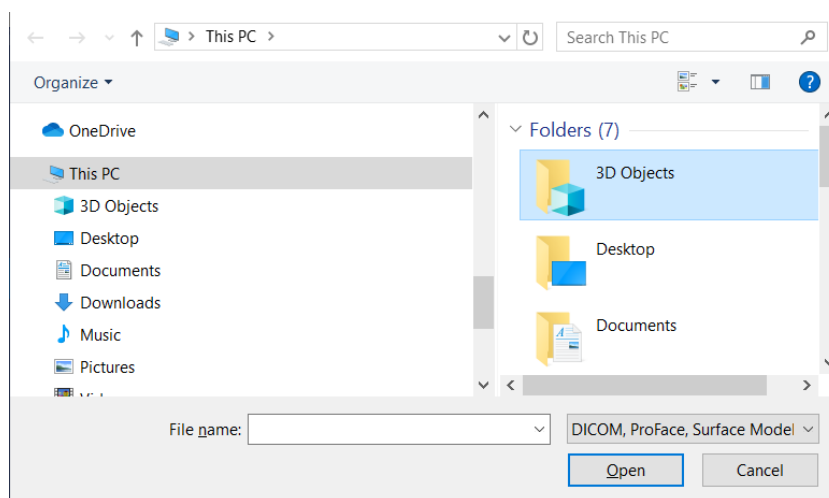 This PC
Search This PC
Organize
OneDrive
This PC
3D Objects
Desktop
Documents
Downloads
Music
Pictures
Folders (7)
3D Objects
Desktop
Documents
File name:
DICOM, ProFace, Surface Model
Open
Cancel